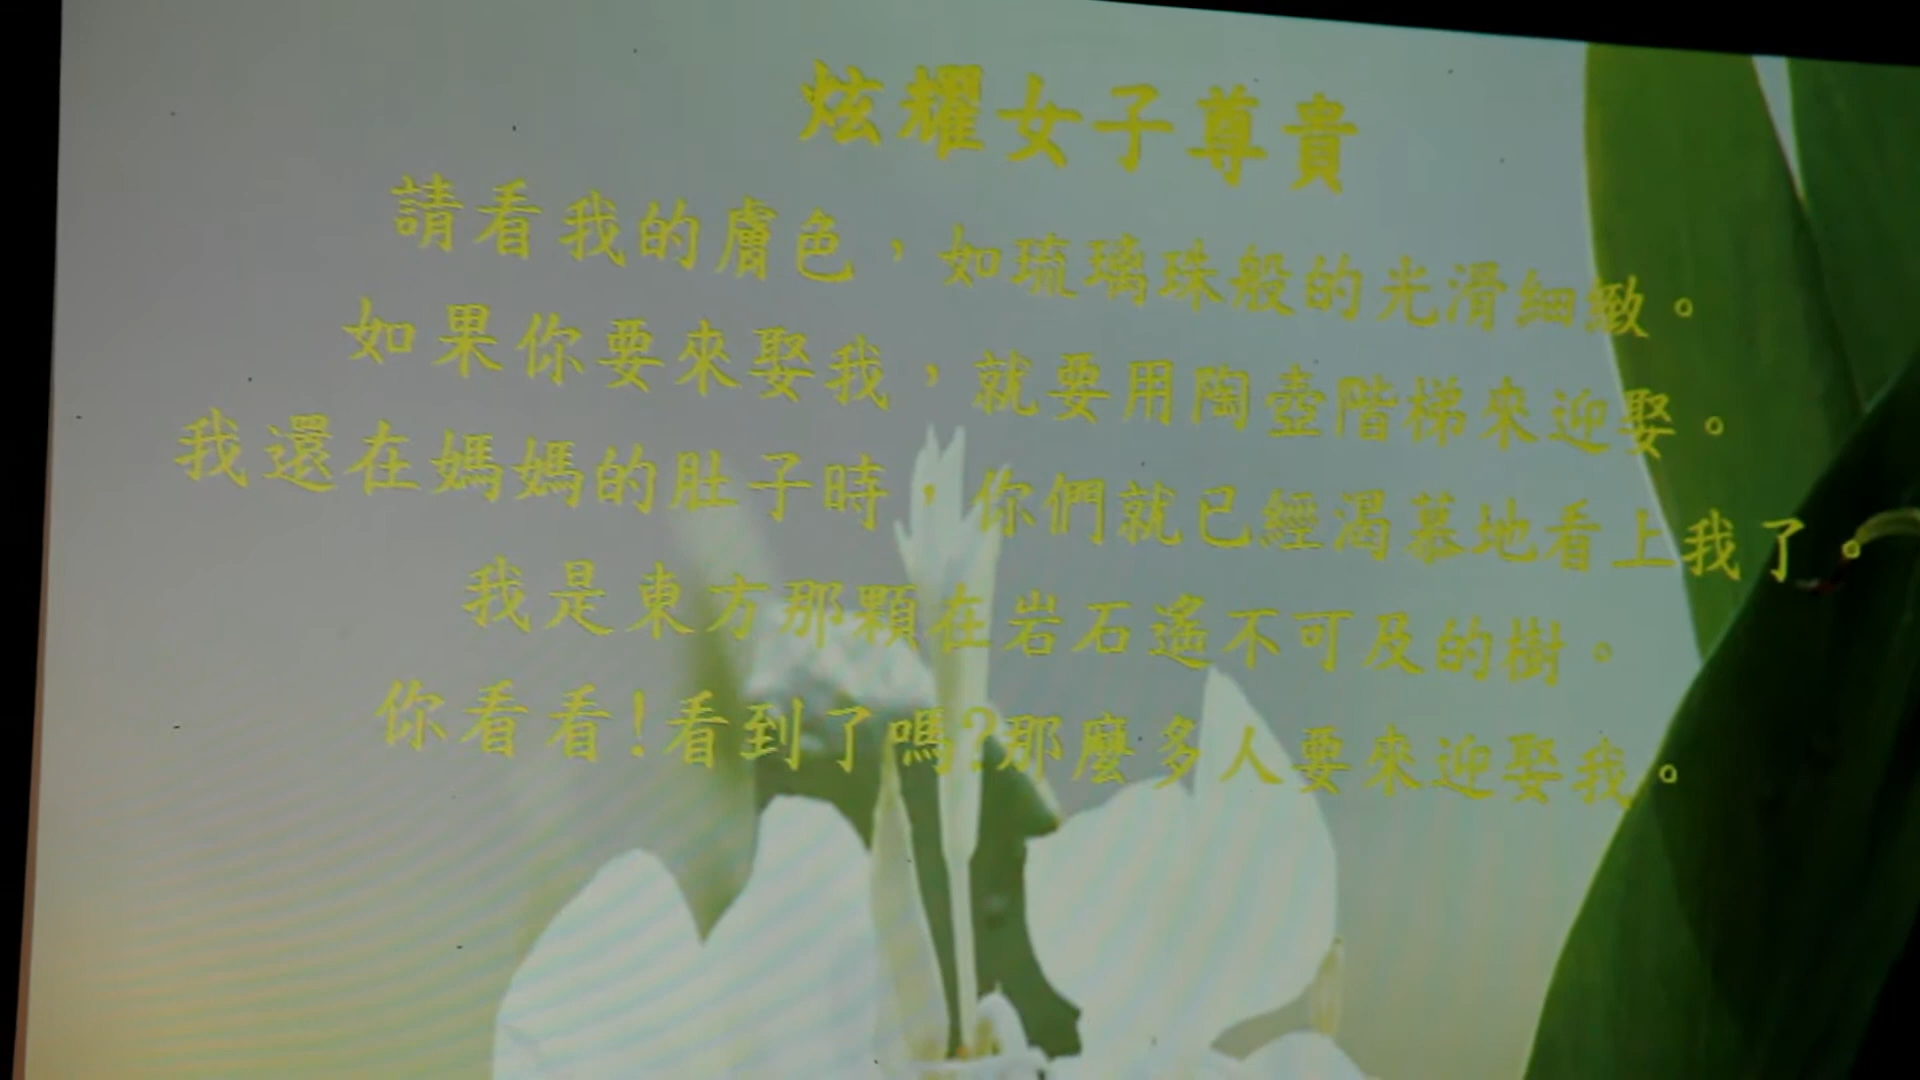 炫耀女子尊貴
請看我的膚色，如琉璃珠般的光滑細緻。
如果你要來娶我，就要用陶壺階梯來迎娶。
我還在媽媽的肚子時，你們就已經渴慕地看上我了。
我是東方那顆在岩石遙不可及的樹。
你看看!看到了嗎?那麼多人要來迎娶我。